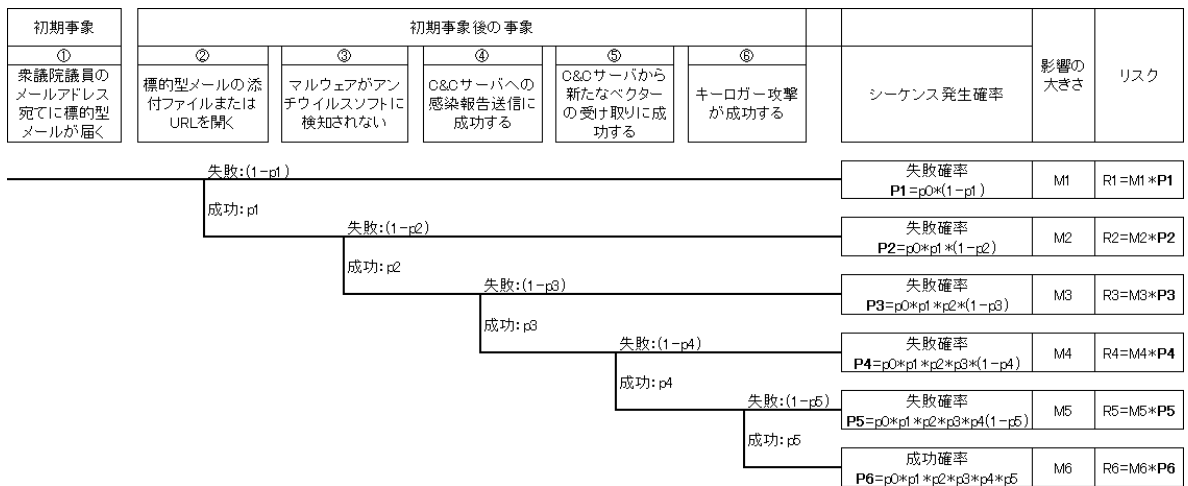 初期事象
初期事象後の事象
①
②
③
④
⑤
⑥
衆議院議員の
メールアドレス
宛てに標的型
メールが届く
標的型メールの添
付ファイルまたは
URLを開く
マルウェアがアン
チウイルスソフトに
検知されない
C&Cサーバへの
感染報告送信に
成功する
C&Cサーバから
新たなベクター
の受け取りに成
功する
キーロガー攻撃
が成功する
シーケンス発生確率
影響の
大きさ
リスク
失敗:(1-p1)
失敗確率
P1=p0*(1-p1)
M1
R1=M1*P1
成功:p1
失敗:(1-p2)
失敗確率
P2=p0*p1*(1-p2)
M2
R2=M2*P2
成功:p2
失敗:(1-p3)
失敗確率
P3=p0*p1*p2*(1-p3)
M3
R3=M3*P3
成功:p3
失敗:(1-p4)
失敗確率
P4=p0*p1*p2*p3*(1-p4)
M4
R4=M4*P4
成功:p4
失敗:(1-p5)
失敗確率
P5=p0*p1*p2*p3*p4(1-p5)
M5
R5=M5*P5
成功:p5
成功確率
P6=p0*p1*p2*p3*p4*p5
M6
R6=M6*P6